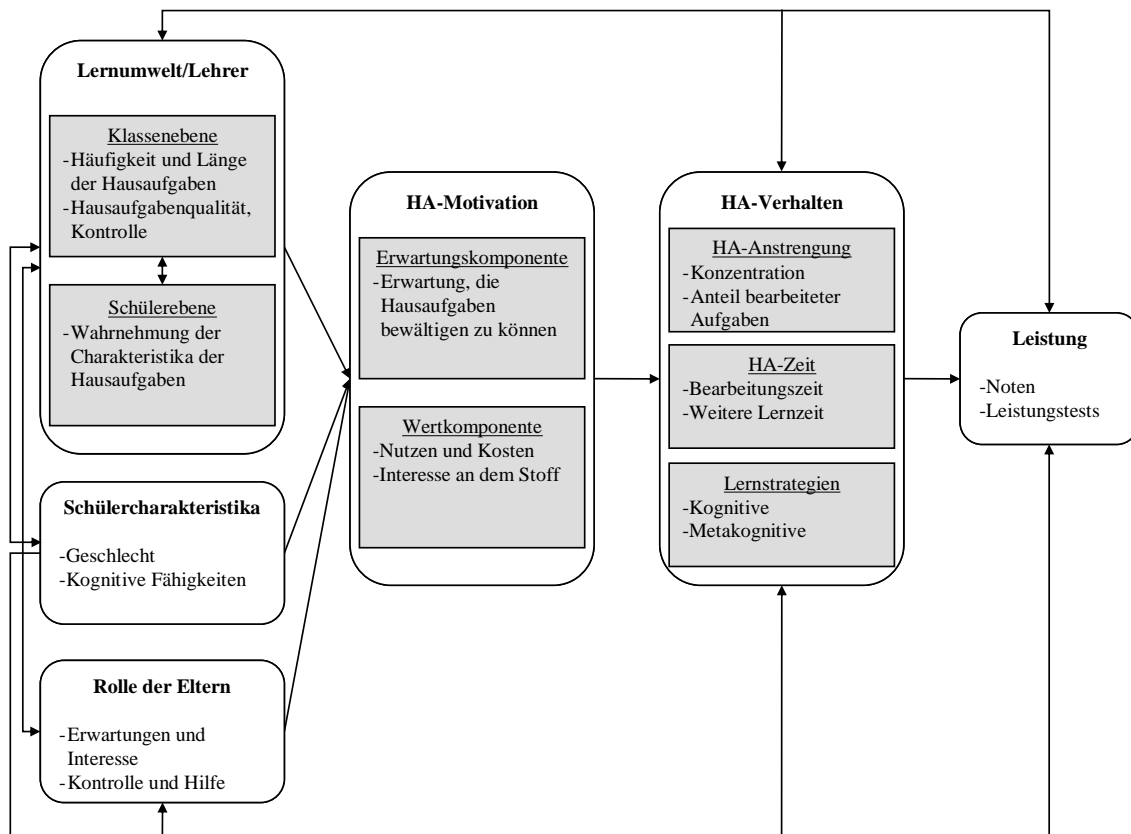 Lernumwelt/Lehrer
Klassenebene
-Häufigkeit und Länge
der Hausaufgaben
-Hausaufgabenqualität,
Kontrolle
Schülerebene
-Wahrnehmung der
Charakteristika der
Hausaufgaben
Schülercharakteristika
-Geschlecht
-Kognitive Fähigkeiten
Rolle der Eltern
-Erwartungen und
Interesse
-Kontrolle und Hilfe
HA-Motivation
Erwartungskomponente
-Erwartung, die
Hausaufgaben
bewältigen zu können
Wertkomponente
-Nutzen und Kosten
-Interesse an dem Stoff
HA-Verhalten
HA-Anstrengung
-Konzentration
-Anteil bearbeiteter
Aufgaben
HA-Zeit
-Bearbeitungszeit
-Weitere Lernzeit
Lernstrategien
-Kognitive
-Metakognitive
Leistung
-Noten
-Leistungstests